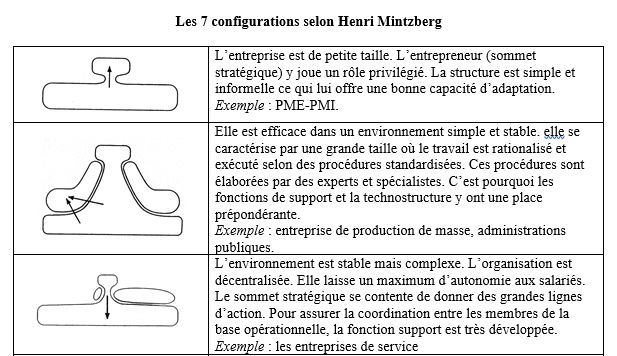 Les 7 configurations selon Henri Mintzberg
L'entreprise est de petite taille. L'entrepreneur (sommet
stratégique) y joue un rôle privilégié. La structure est simple et
informelle ce qui lui offre une bonne capacité d'adaptation.
Exemple : PME-PMI.
Elle est efficace dans un environnement simple et stable. elle se
caractérise par une grande taille où le travail est rationalisé et
exécuté selon des procédures standardisées. Ces procédures sont
élaborées par des experts et spécialistes. C'est pourquoi les
fonctions de support et la technostructure y ont une place
prépondérante.
Exemple : entreprise de production de masse, administrations
publiques.
L'environnement est stable mais complexe. L'organisation est
décentralisée. Elle laisse un maximum d'autonomie aux salariés.
Le sommet stratégique se contente de donner des grandes lignes
d'action. Pour assurer la coordination entre les membres de la
base opérationnelle, la fonction support est très développée.
Exemple : les entreprises de service